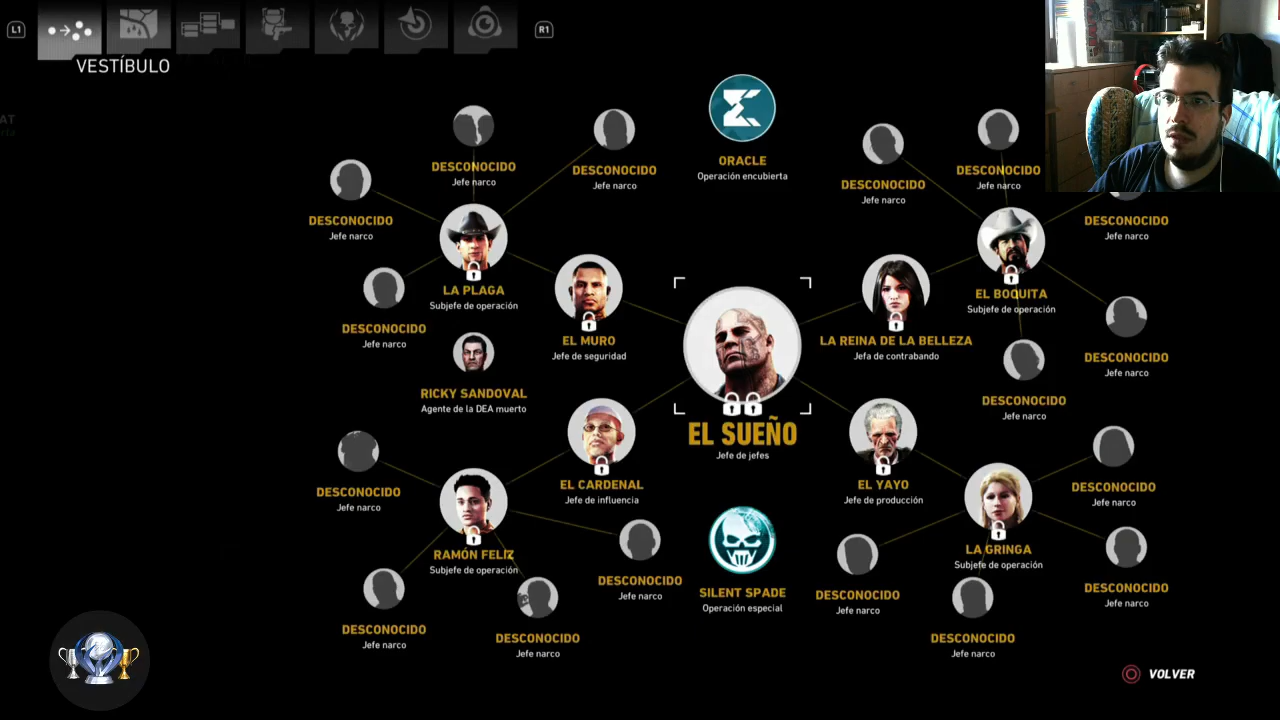 L1
R1
VESTÍBULO
AT
ORACLE
Operación encubierta
DESCONOCIDO
Jefe narco
DESCONOCIDO
Jefe narco
DESCONOCIDO
Jefe narco
DESCONOCIDO
Jefe narco
DESCONOCIDO
Jefe narco
DESCONOCIDO
Jefe narco
LA PLAGA
Subjefe de operación
EL BOQUITA
Subjefe de operación
DESCONOCIDO
Jefe narco
EL MURO
Jefe de seguridad
LA REINA DE LA BELLEZA
Jefa de contrabando
DESCONOCIDO
Jefe narco
RICKY SANDOVAL
Agente de la DEA muerto
DESCONOCIDO
Jefe narco
EL SUEÑO
Jefe de jefes
EL CARDENAL
Jefe de influencia
EL YAYO
Jefe de producción
DESCONOCIDO
Jefe narco
DESCONOCIDO
Jefe narco
RAMÓN FELIZ
Subjefe de operación
LA GRINGA
Subjefe de operación
DESCONOCIDO
Jefe narco
SILENT SPADE
Operación especial
DESCONOCIDO
Jefe narco
DESCONOCIDO
Jefe narco
DESCONOCIDO
Jefe narco
DESCONOCIDO
Jefe narco
DESCONOCIDO
Jefe narco
VOLVER